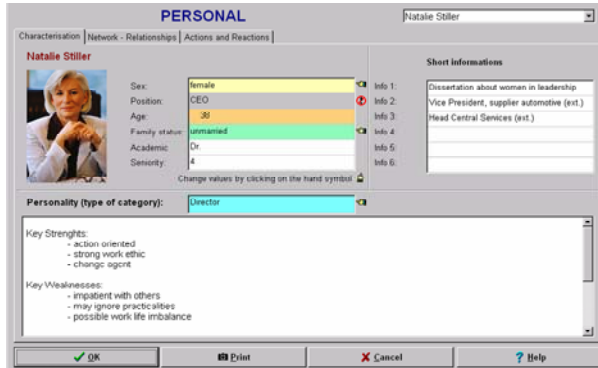 PERSONAL
Natalie Stiller
Characterisation Network - Relationships Actions and Reactions
Natalie Stiller
Short informations
Sex: female
Position: CEO
Age: 38
Family status: unmarried
Academic Dr.
Seniority: 4
Change values by clicking on the hand symbol
Info 1: Dissertation about women in leadership
Info 2: Vice President, supplier automotive (ext.)
Info 3: Head Central Services (ext.)
Info 4:
Info 5:
Info 6:
Personality (type of category): Director
Key Strenghts:
- action oriented
- strong work ethic
- change agent
Key Weaknesses:
- impatient with others
- may ignore practicalities
- possible work life imbalance
OK Print Cancel Help